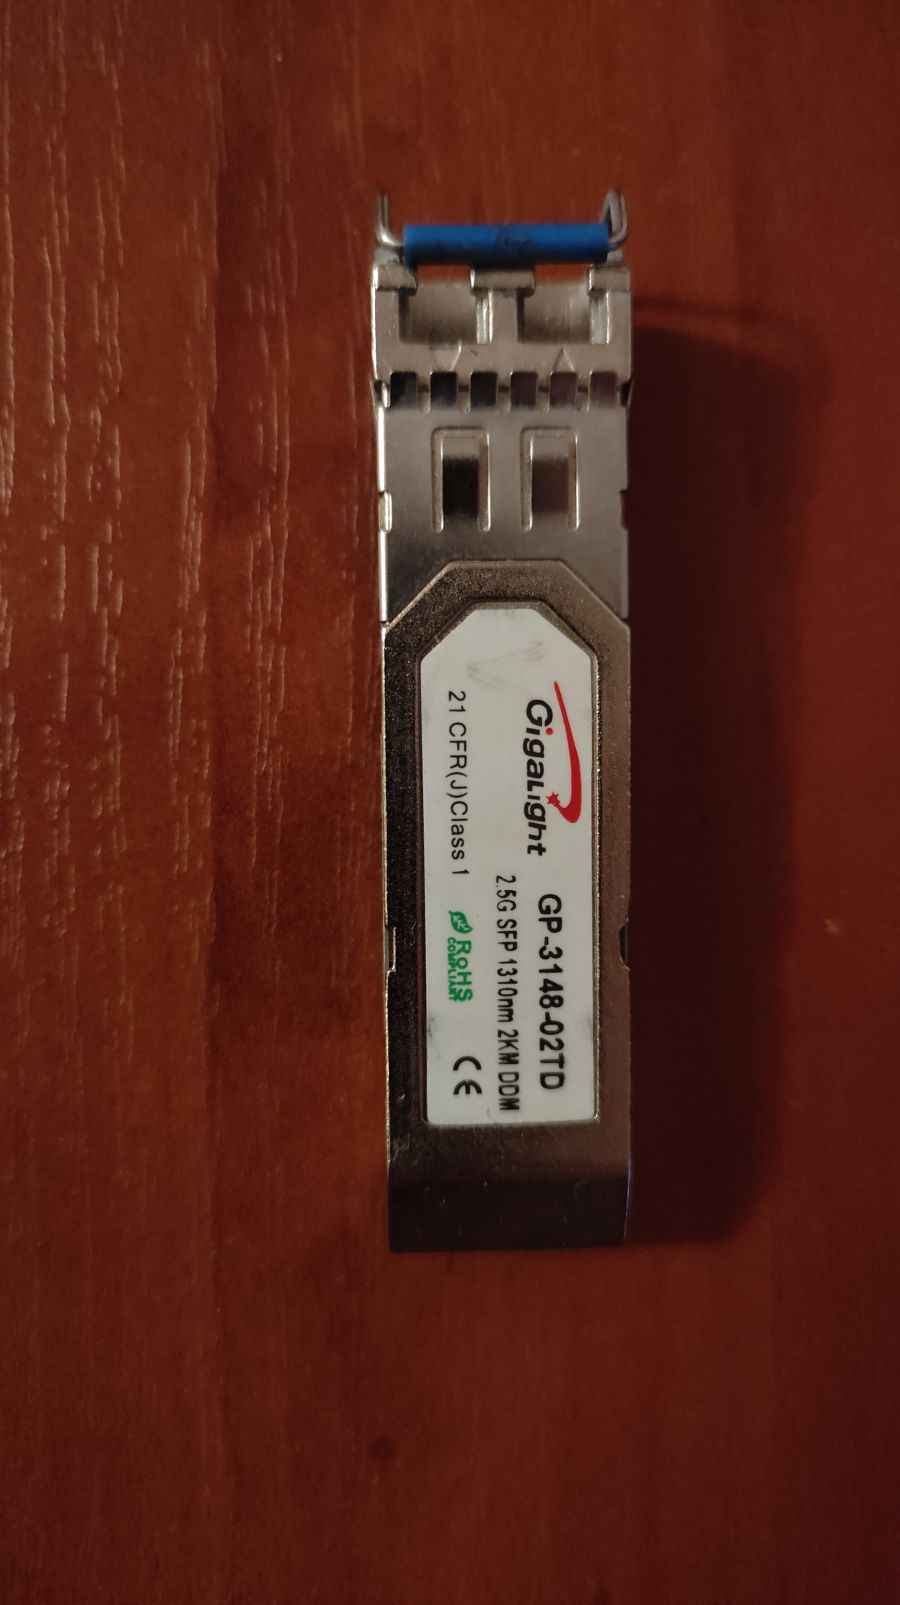 GigaLight GP-3148-02TD
2.5G SFP 1310nm 2KM DDM
21 CFR(J)Class 1 RoHS CE
COMPLIANT